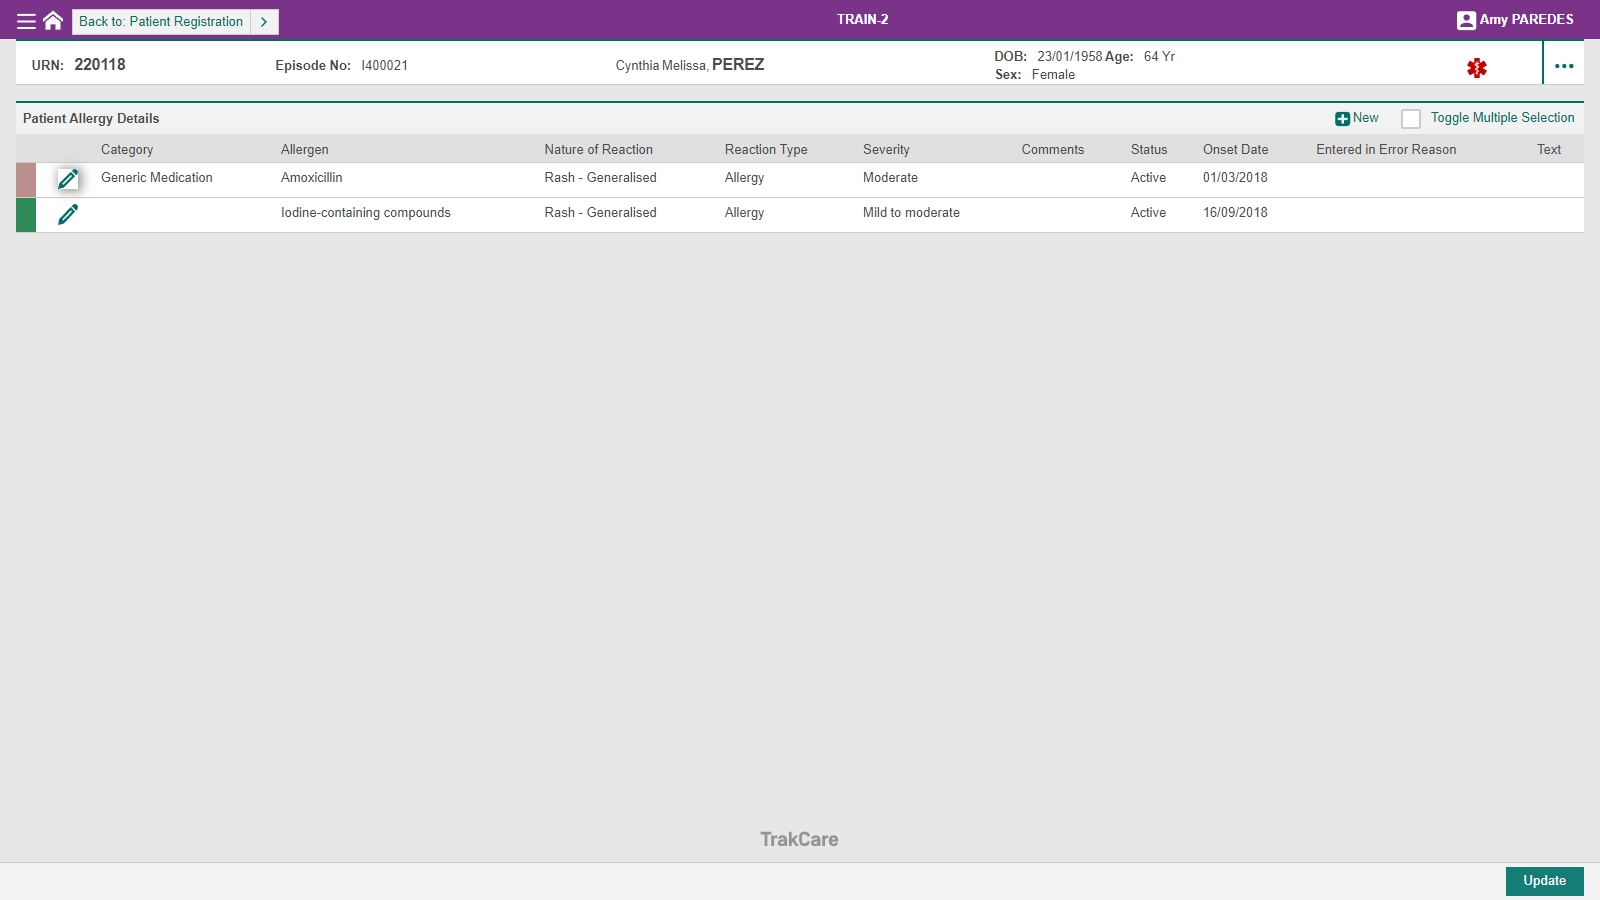 Back to: Patient Registration
TRAIN-2
Amy PAREDES
URN: 220118 Episode No: I400021 Cynthia Melissa, PEREZ DOB: 23/01/1958 Age: 64 Yr
Sex: Female
Patient Allergy Details New Toggle Multiple Selection
Category Allergen Nature of Reaction Reaction Type Severity Comments Status Onset Date Entered in Error Reason Text
Generic Medication Amoxicillin Rash - Generalised Allergy Moderate Active 01/03/2018
Iodine-containing compounds Rash - Generalised Allergy Mild to moderate Active 16/09/2018
TrakCare
Update